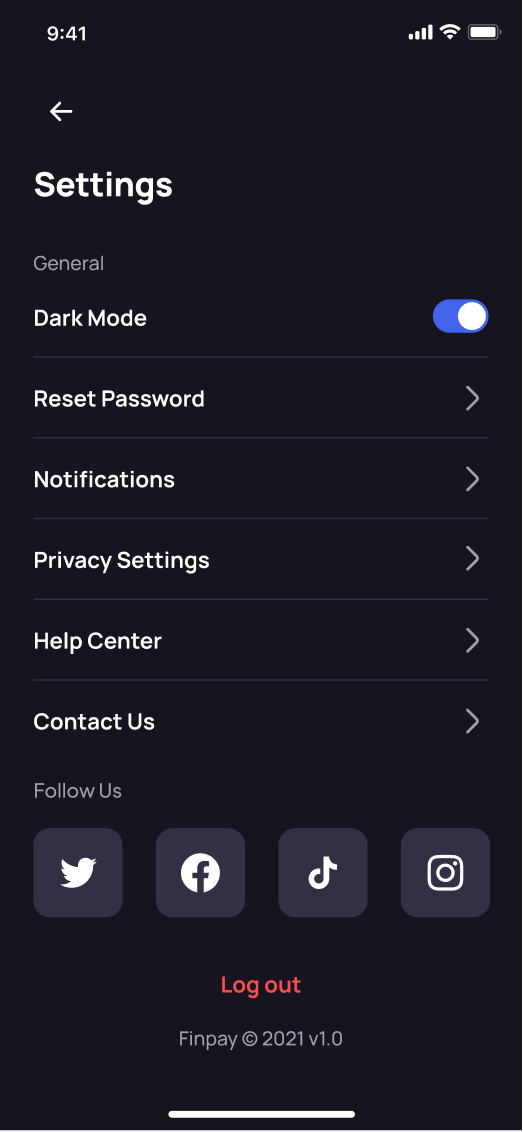 9:41
Settings
General
Dark Mode
Reset Password
Notifications
Privacy Settings
Help Center
Contact Us
Follow Us
Log out
Finpay © 2021 v1.0